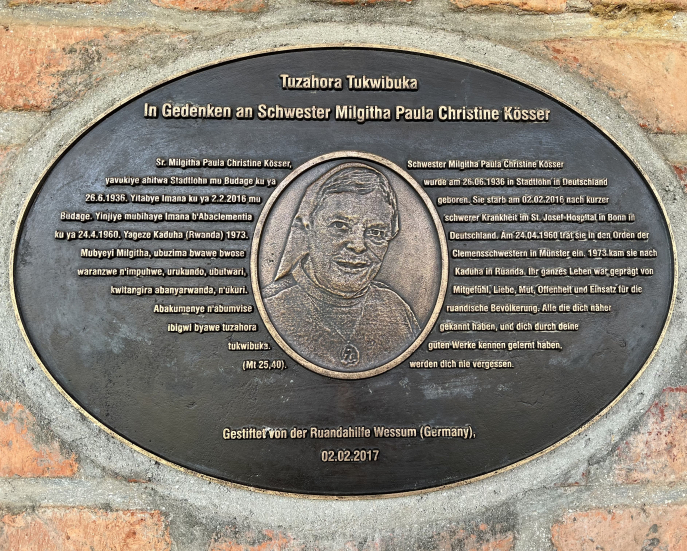 Tuzahora Tukwibuka
In Gedenken an Schwester Milgitha Paula Christine Kösser
Sr. Milgitha Paula Christine Kösser,
yavukiye ahitwa Stadtlohn mu Budage ku ya
26.6.1936. Yitabye Imana ku ya 2.2.2016 mu
Budage. Yinjiye mubihaye Imana b'Abaclementia
ku ya 24.4.1960. Yageze Kaduha (Rwanda) 1973.
Mubyeyi Milgitha, ubuzima bwawe bwose
waranzwe n'impuhwe, urukundo, ubutwari,
kwitangira abanyarwanda, n'ukuri.
Abakumenye n'abumvise
ibigwi byawe tuzahora
tukwibuka.
(Mt 25,40).
Schwester Milgitha Paula Christine Kösser
wurde am 26.06.1936 in Stadtlohn in Deutschland
geboren. Sie starb am 02.02.2016 nach kurzer
schwerer Krankheit im St. Josef-Hospital in Bonn in
Deutschland. Am 24.04.1960 trat sie in den Orden der
Clemensschwestern in Münster ein. 1973 kam sie nach
Kaduha in Ruanda. Ihr ganzes Leben war geprägt von
Mitgefühl, Liebe, Mut, Offenheit und Einsatz für die
ruandische Bevölkerung. Alle die dich näher
gekannt haben, und dich durch deine
guten Werke kennen gelernt haben,
werden dich nie vergessen.
Gestiftet von der Ruandahilfe Wessum (Germany),
02.02.2017